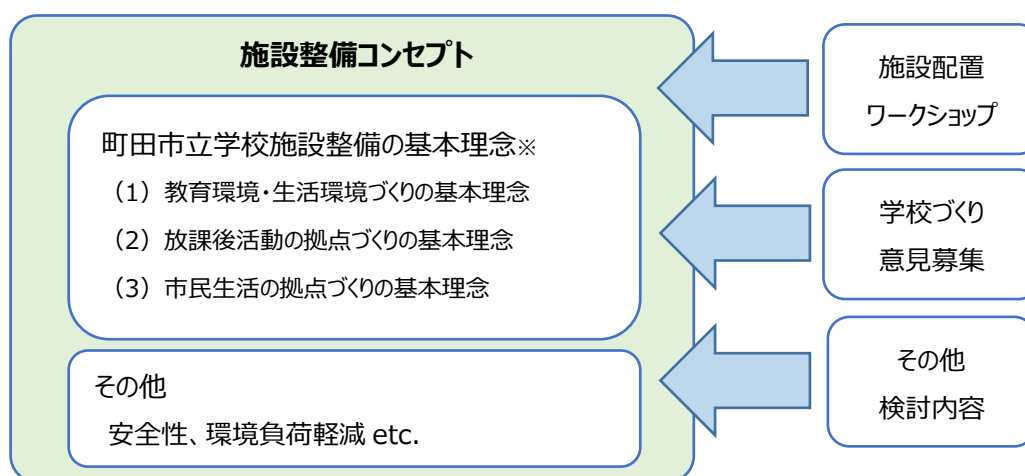 施設整備コンセプト
町田市立学校施設整備の基本理念※
（1）教育環境・生活環境づくりの基本理念
（2）放課後活動の拠点づくりの基本理念
（3）市民生活の拠点づくりの基本理念
その他
安全性、環境負荷軽減 etc.
施設配置
ワークショップ
学校づくり
意見募集
その他
検討内容